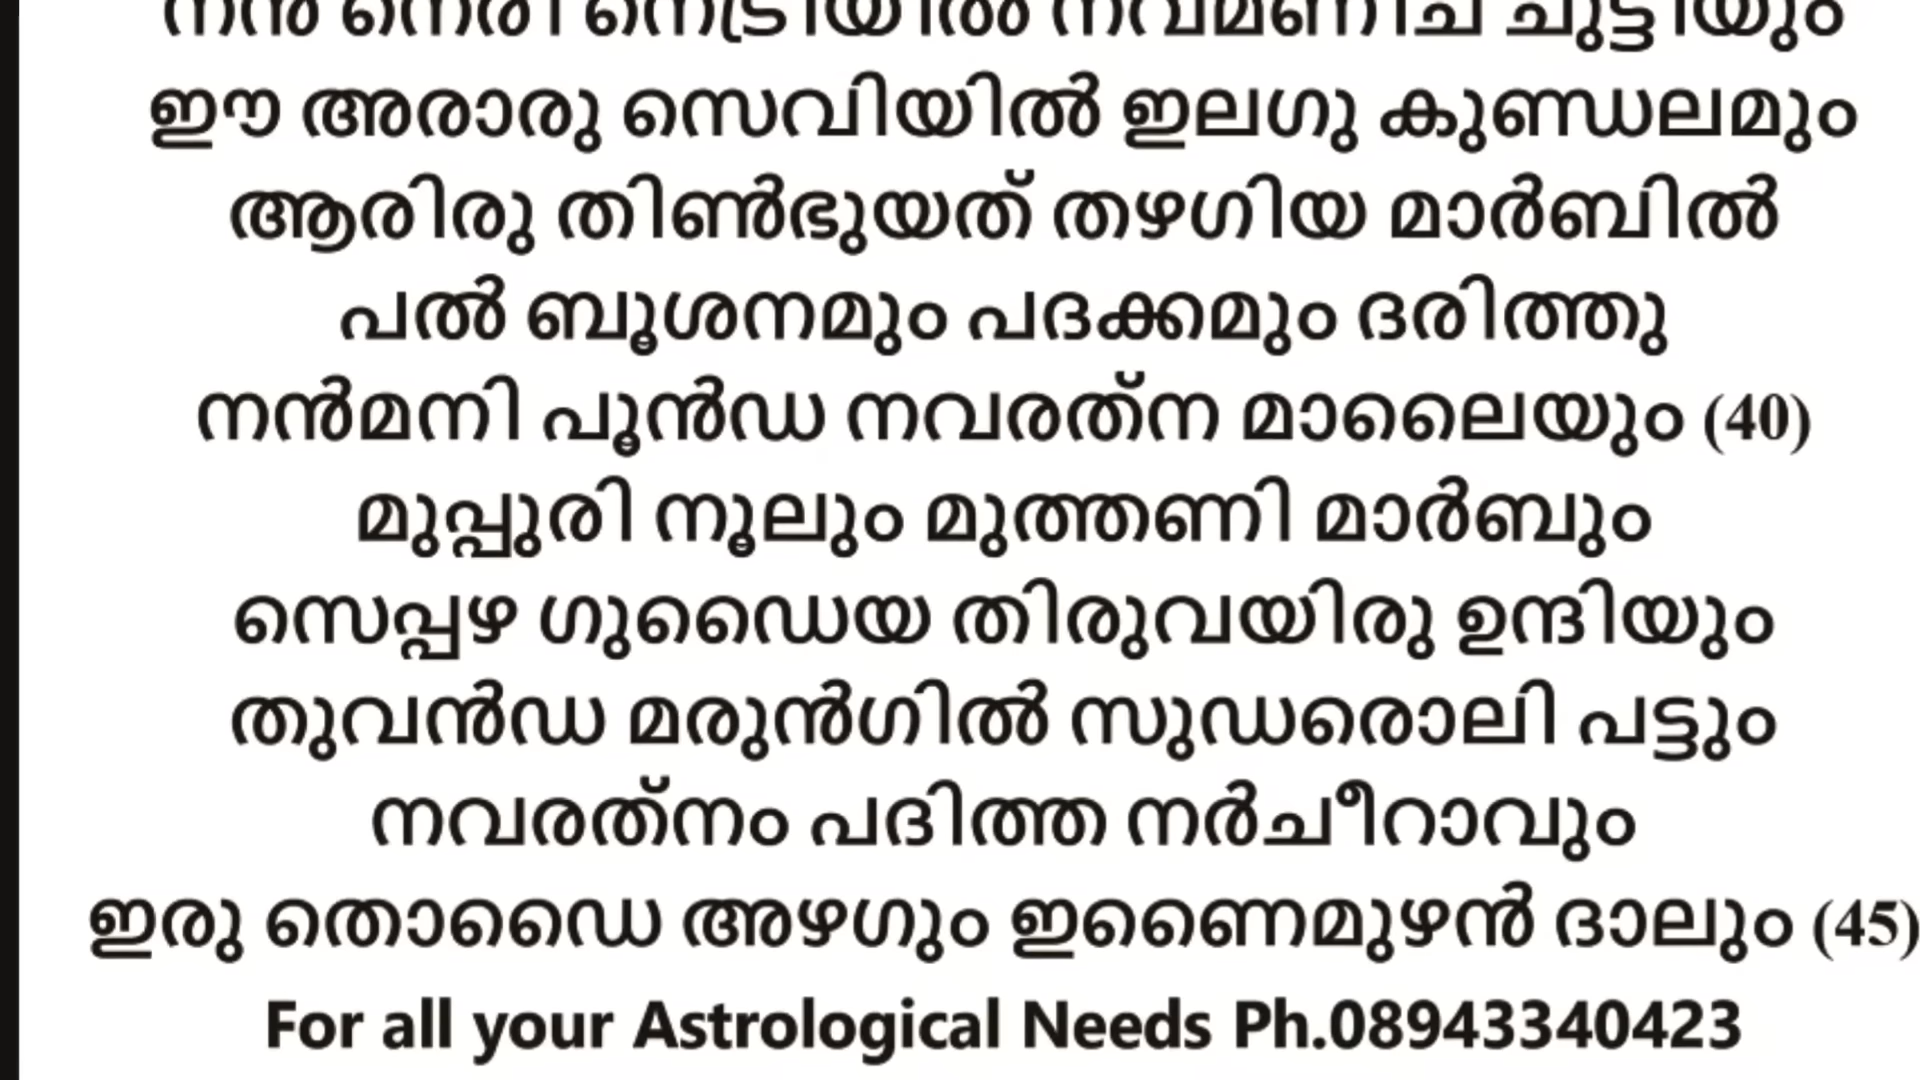 നൻ നെരി നെട്രിയിൽ നവമണിച് ചുട്ടിയും
ഈ അരാരു സെവിയിൽ ഇലഗു കുണ്ഡലമും
ആരിരു തിൺഭുയത് തഴഗിയ മാർബിൽ
പൽ ബൂശനമും പദക്കമും ദരിത്തു
നൻമനി പൂൻഡ നവരത്ന മാലൈയും (40)
മുപ്പുരി നൂലും മുത്തണി മാർബും
സെപ്പഴ ഗുഡൈയ തിരുവയിരു ഉന്ദിയും
തുവൻഡ മരുൻഗിൽ സുഡരൊലി പട്ടും
നവരത്നം പദിത്ത നർചീറാവും
ഇരു തൊഡൈ അഴഗും ഇണൈമുഴൻ ദാലും (45)
For all your Astrological Needs Ph.08943340423